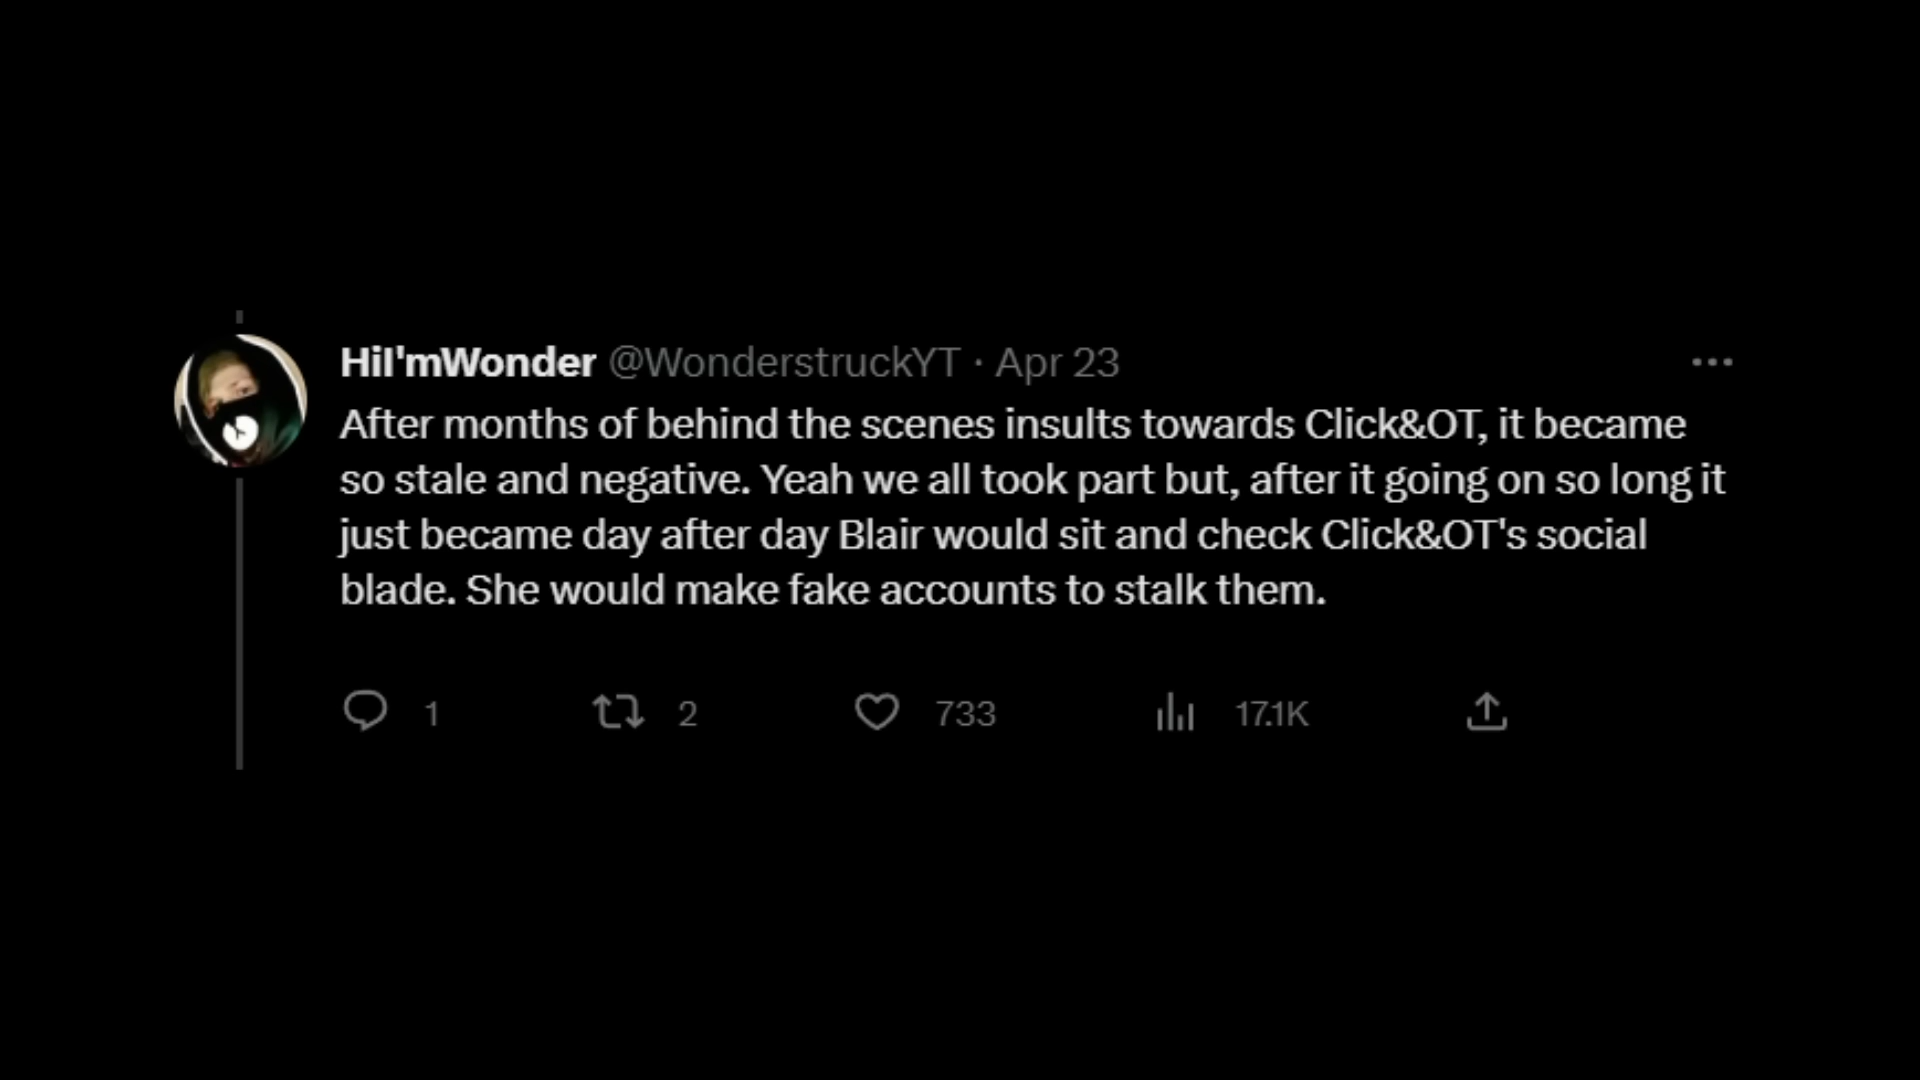 HiI'mWonder @WonderstruckYT · Apr 23
After months of behind the scenes insults towards Click&OT, it became
so stale and negative. Yeah we all took part but, after it going on so long it
just became day after day Blair would sit and check Click&OT's social
blade. She would make fake accounts to stalk them.
1 2 733 17.1K